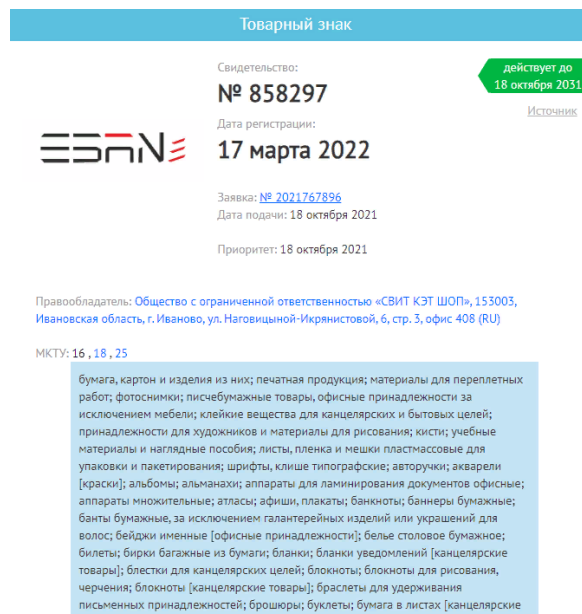 Товарный знак
Свидетельство:
№ 858297
действует до
18 октября 2031
Источник
Дата регистрации:
17 марта 2022
Заявка: № 2021767896
Дата подачи: 18 октября 2021
Приоритет: 18 октября 2021
Правообладатель: Общество с ограниченной ответственностью «СВИТ КЭТ ШОП», 153003,
Ивановская область, г. Иваново, ул. Наговицыной-Икрянистовой, 6, стр. 3, офис 408 (RU)
МКТУ: 16 , 18 , 25
бумага, картон и изделия из них; печатная продукция; материалы для переплетных
работ; фотоснимки; писчебумажные товары, офисные принадлежности за
исключением мебели; клейкие вещества для канцелярских и бытовых целей;
принадлежности для художников и материалы для рисования; кисти; учебные
материалы и наглядные пособия; листы, пленка и мешки пластмассовые для
упаковки и пакетирования; шрифты, клише типографские; авторучки; акварели
[краски]; альбомы; альманахи; аппараты для ламинирования документов офисные;
аппараты множительные; атласы; афиши, плакаты; банкноты; баннеры бумажные;
банты бумажные, за исключением галантерейных изделий или украшений для
волос; бейджи именные [офисные принадлежности]; белье столовое бумажное;
билеты; бирки багажные из бумаги; бланки; бланки уведомлений [канцелярские
товары]; блестки для канцелярских целей; блокноты; блокноты для рисования,
черчения; блокноты [канцелярские товары]; браслеты для удерживания
письменных принадлежностей; брошюры; буклеты; бумага в листах [канцелярские